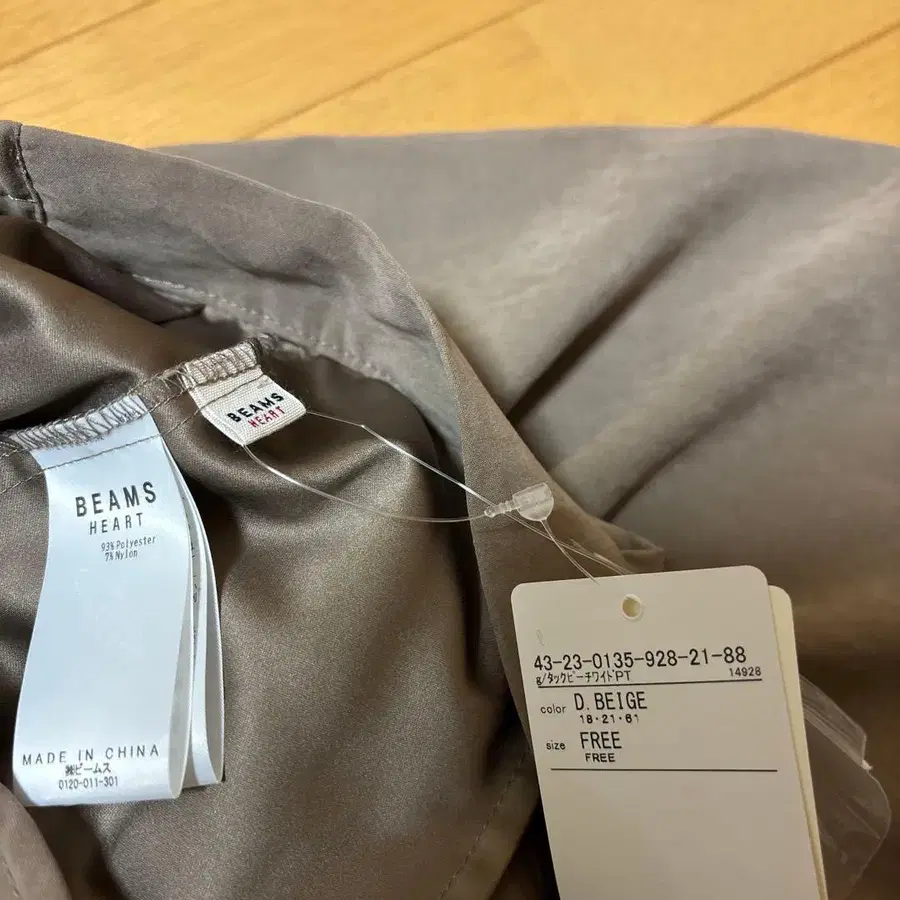 BEAMS
HEART
BEAMS
HEART
93% Polyester
7% Nylon
MADE IN CHINA
㈱ビームス
0120-011-301
43-23-0135-928-21-88
g/タックピーチワイドPT
14928
color D.BEIGE
18・21・61
size FREE
FREE